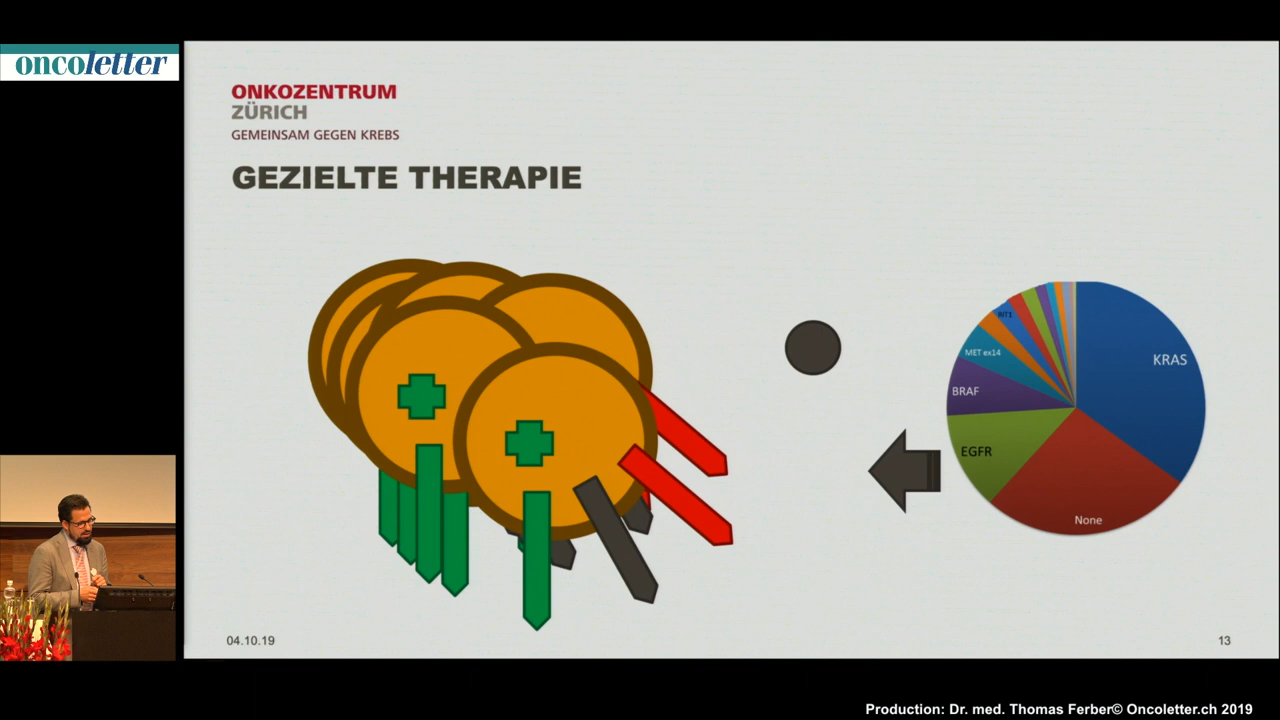 oncoletter
ONKOZENTRUM
ZÜRICH
GEMEINSAM GEGEN KREBS
GEZIELTE THERAPIE
RIT1
MET ex14
KRAS
BRAF
EGFR
None
04.10.19
13
Production: Dr. med. Thomas Ferber© Oncoletter.ch 2019